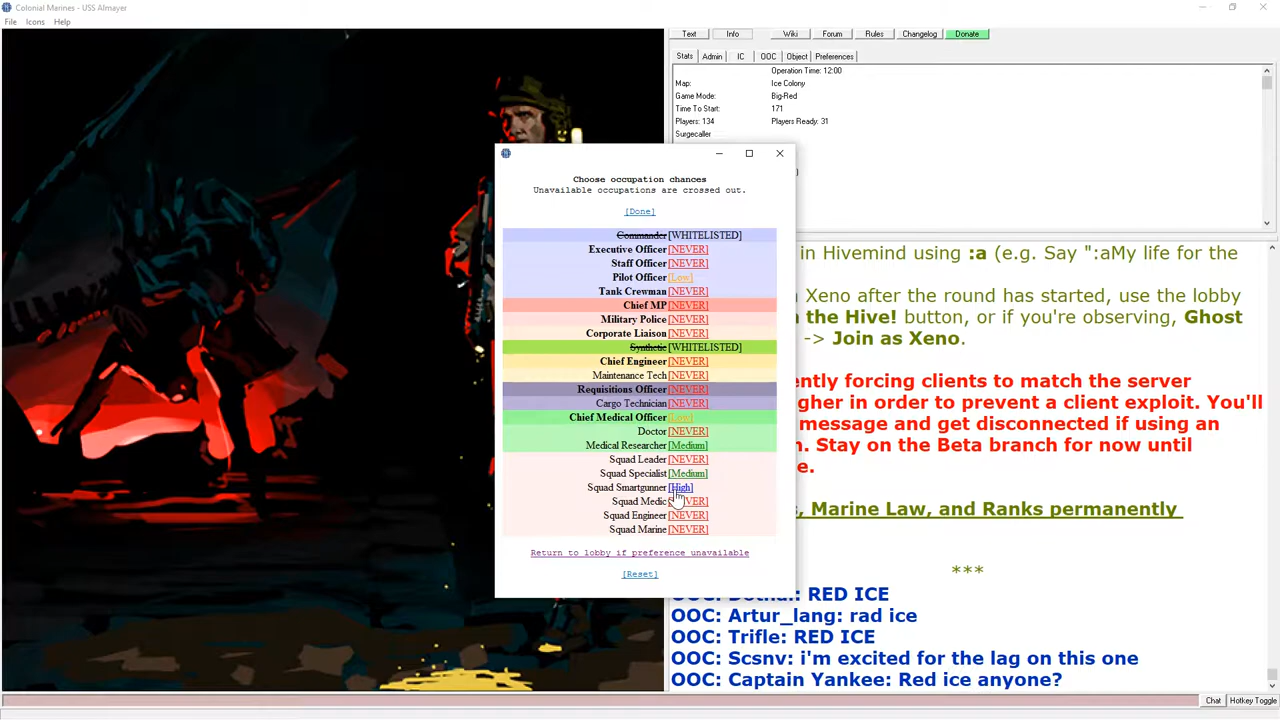 Colonial Marines - USS Almayer
File Icons Help
Text Info Wiki Forum Rules Changelog Donate
Stats Admin IC OOC Object Preferences
Operation Time: 12:00
Map: Ice Colony
Game Mode: Big-Red
Time To Start: 171
Players: 134 Players Ready: 31
Surgecaller
)
Choose occupation chances
Unavailable occupations are crossed out.
[Done]
Commander [WHITELISTED]
Executive Officer [NEVER]
Staff Officer [NEVER]
Pilot Officer [Low]
Tank Crewman [NEVER]
Chief MP [NEVER]
Military Police [NEVER]
Corporate Liaison [NEVER]
Synthetic [WHITELISTED]
Chief Engineer [NEVER]
Maintenance Tech [NEVER]
Requisitions Officer [NEVER]
Cargo Technician [NEVER]
Chief Medical Officer [Low]
Doctor [NEVER]
Medical Researcher [Medium]
Squad Leader [NEVER]
Squad Specialist [Medium]
Squad Smartgunner [High]
Squad Medic VER]
Squad Engineer [NEVER]
Squad Marine [NEVER]
Return to lobby if preference unavailable
[Reset]
in Hivemind using :a (e.g. Say ":aMy life for the
Xeno after the round has started, use the lobby
the Hive! button, or if you're observing, Ghost
-> Join as Xeno.
ently forcing clients to match the server
gher in order to prevent a client exploit. You'll
message and get disconnected if using an
n. Stay on the Beta branch for now until
e.
, Marine Law, and Ranks permanently
***
RED ICE
OOC: Artur_lang: rad ice
OOC: Trifle: RED ICE
OOC: Scsnv: i'm excited for the lag on this one
OOC: Captain Yankee: Red ice anyone?
Chat Hotkey Toggle